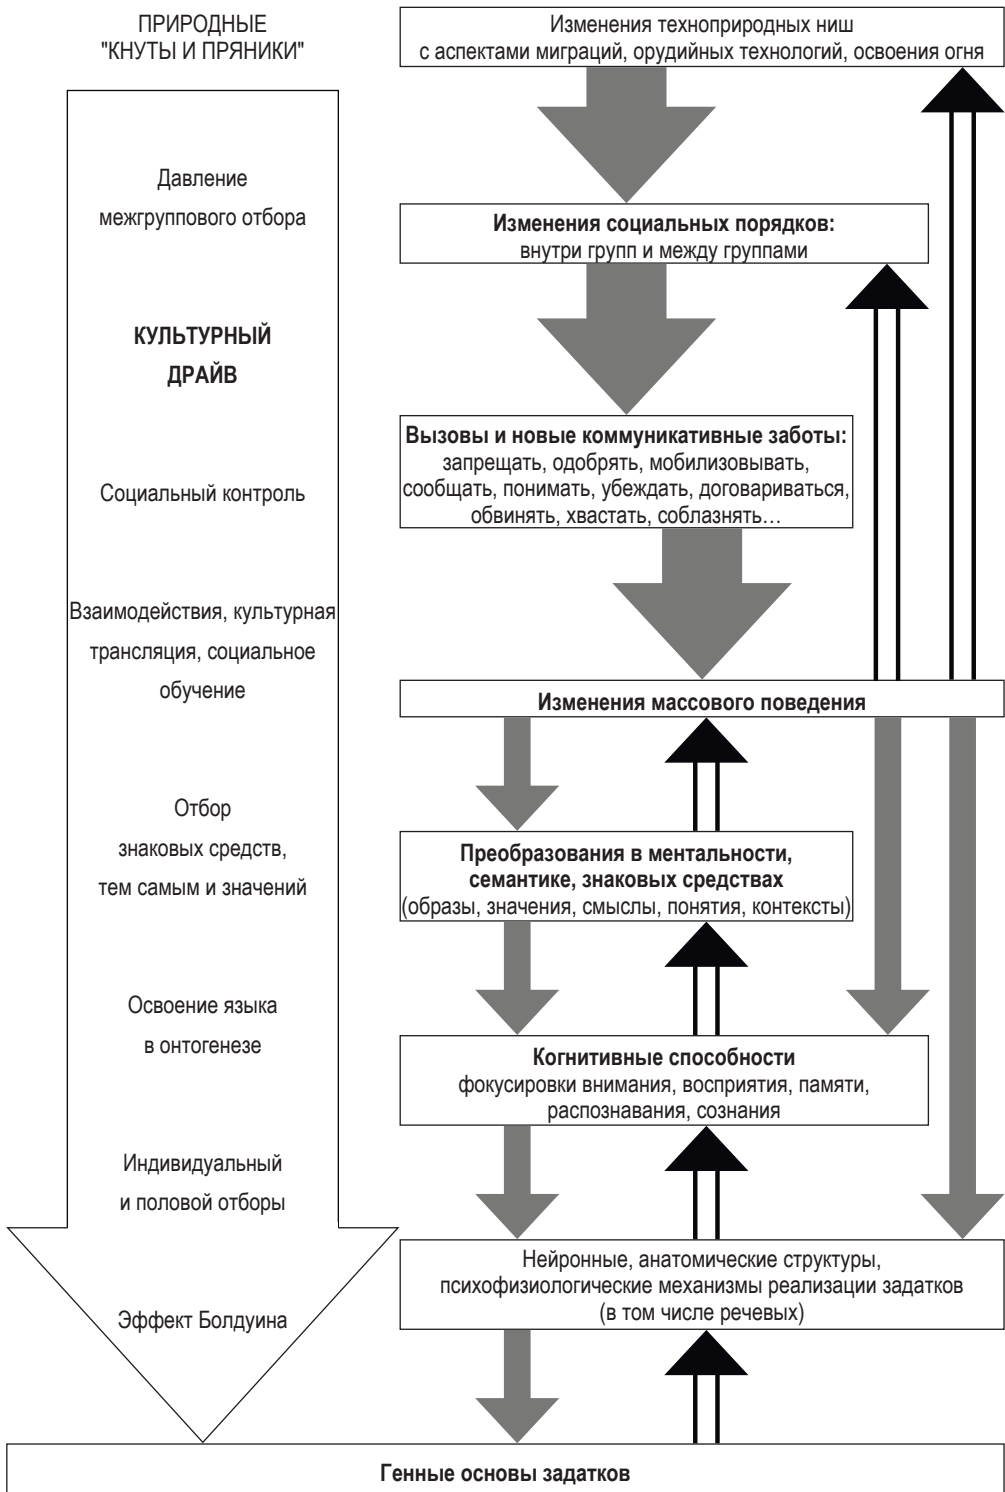 ПРИРОДНЫЕ
"КНУТЫ И ПРЯНИКИ"
Давление
межгруппового отбора
КУЛЬТУРНЫЙ
ДРАЙВ
Социальный контроль
Взаимодействия, культурная
трансляция, социальное
обучение
Отбор
знаковых средств,
тем самым и значений
Освоение языка
в онтогенезе
Индивидуальный
и половой отборы
Эффект Болдуина
Изменения техноприродных ниш
с аспектами миграций, орудийных технологий, освоения огня
Изменения социальных порядков:
внутри групп и между группами
Вызовы и новые коммуникативные заботы:
запрещать, одобрять, мобилизовывать,
сообщать, понимать, убеждать, договариваться,
обвинять, хвастать, соблазнять…
Изменения массового поведения
Преобразования в ментальности,
семантике, знаковых средствах
(образы, значения, смыслы, понятия, контексты)
Когнитивные способности
фокусировки внимания, восприятия, памяти,
распознавания, сознания
Нейронные, анатомические структуры,
психофизиологические механизмы реализации задатков
(в том числе речевых)
Генные основы задатков